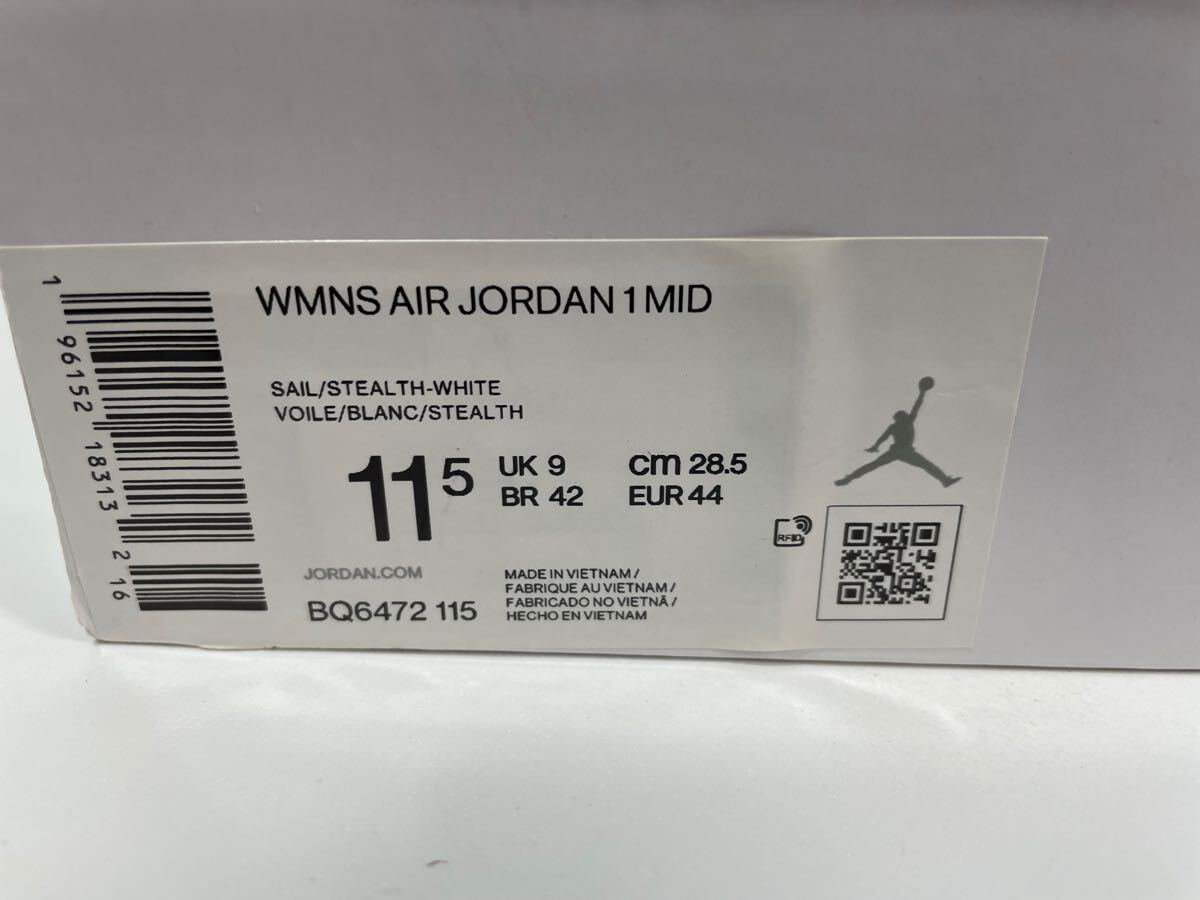 WMNS AIR JORDAN 1 MID
SAIL/STEALTH-WHITE
VOILE/BLANC/STEALTH
11 5
UK 9 cm 28.5
BR 42 EUR 44
RFID
JORDAN.COM
BQ6472 115
MADE IN VIETNAM /
FABRIQUE AU VIETNAM /
FABRICADO NO VIETNÃ /
HECHO EN VIETNAM
1 96152 18313 2 16